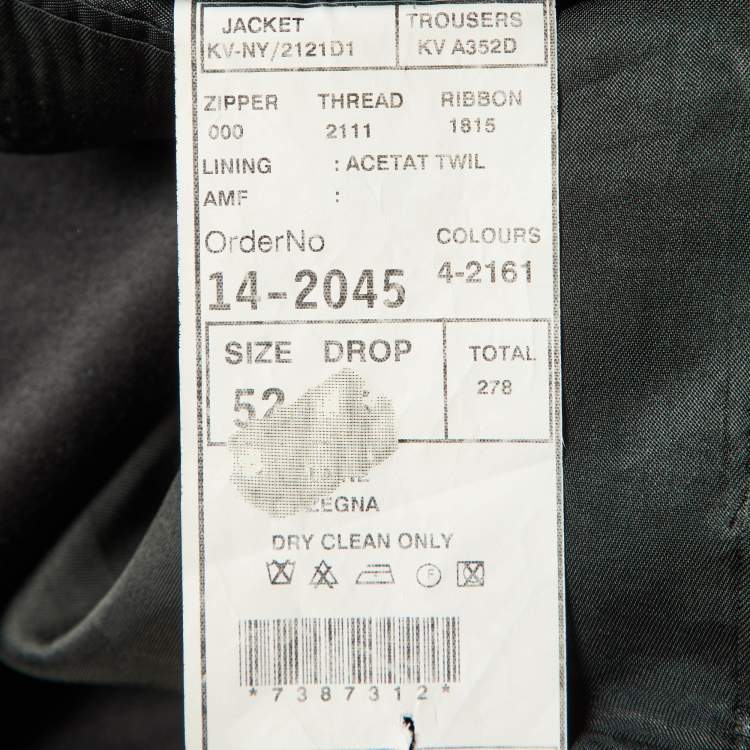 JACKET TROUSERS
KV-NY/2121D1 KV A352D
ZIPPER THREAD RIBBON
000 2111 1815
LINING : ACETAT TWIL
AMF :
OrderNo COLOURS
14-2045 4-2161
SIZE DROP TOTAL
52 278
ZEGNA
DRY CLEAN ONLY
F
*7387312*